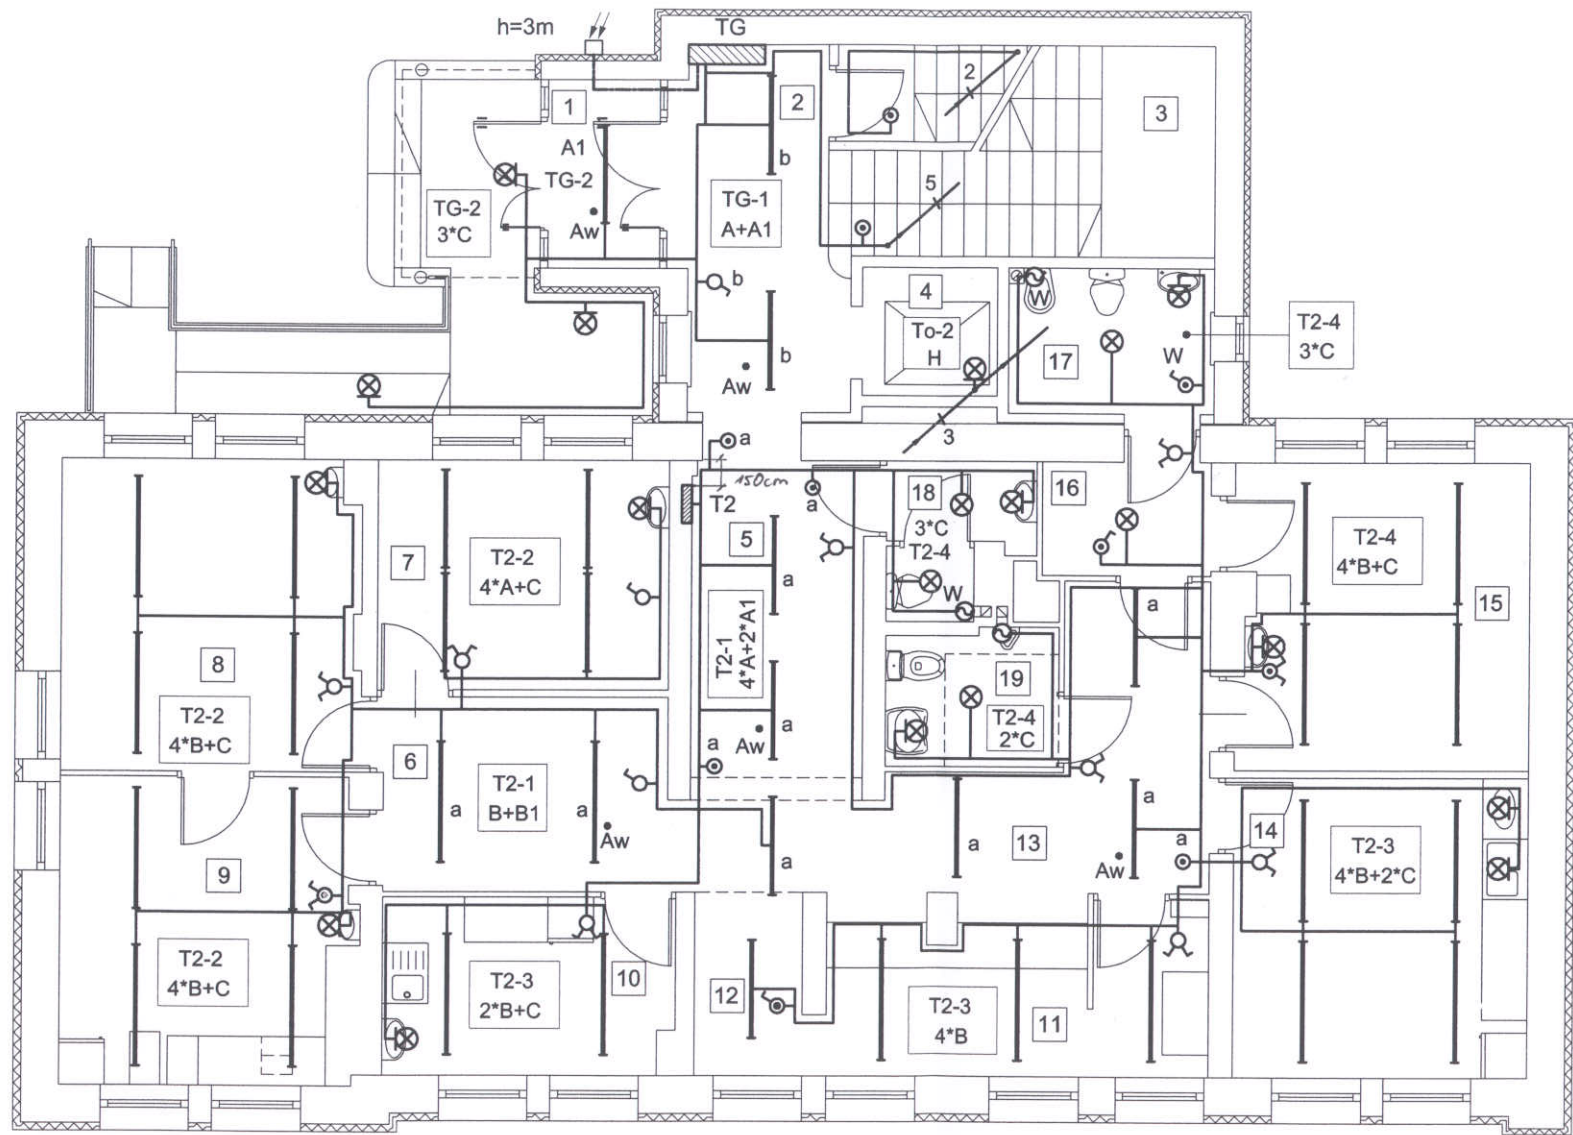 h=3m
TG
1
2
2
3
A1
b
5
TG-2
TG-1
A+A1
TG-2
3*C
Aw
b
4
W
To-2
H
17
T2-4
3*C
b
W
Aw
3
a
150cm
T2
a
18
3*C
T2-4
16
5
T2-2
4*A+C
7
T2-4
4*B+C
15
a
W
a
T2-1
4*A+2*A1
8
T2-2
4*B+C
19
T2-4
2*C
a
Aw
a
6
T2-1
B+B1
a
a
Aw
a
a
13
a
a
Aw
14
T2-3
4*B+2*C
9
T2-2
4*B+C
T2-3
2*B+C
10
12
T2-3
4*B
11